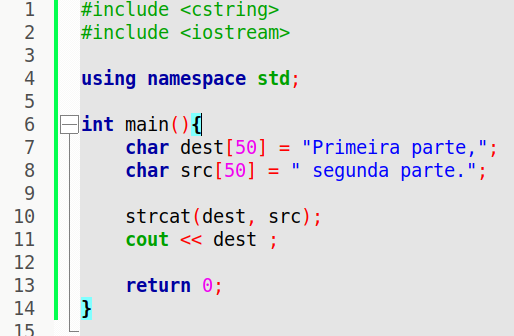 1 #include <cstring>
2 #include <iostream>
3
4 using namespace std;
5
6 int main(){
7 char dest[50] = "Primeira parte,";
8 char src[50] = " segunda parte.";
9
10 strcat(dest, src);
11 cout << dest ;
12
13 return 0;
14 }
15